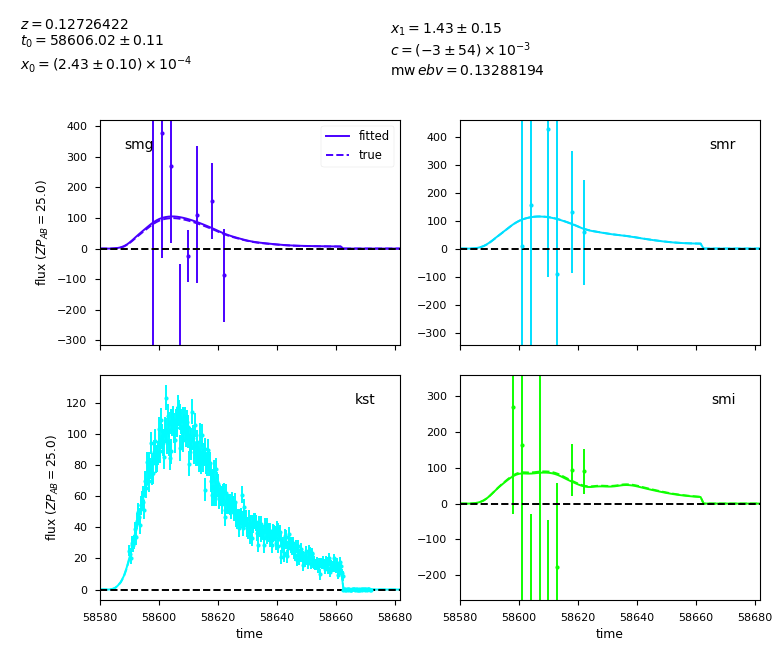 z = 0.12726422
t₀ = 58606.02 ± 0.11
x₀ = (2.43 ± 0.10) × 10⁻⁴
x₁ = 1.43 ± 0.15
c = (−3 ± 54) × 10⁻³
mw ebv = 0.13288194
smg
fitted
true
400
300
200
100
0
−100
−200
−300
flux (ZP_AB = 25.0)
smr
400
300
200
100
0
−100
−200
−300
kst
120
100
80
60
40
20
0
flux (ZP_AB = 25.0)
58580 58600 58620 58640 58660 58680
time
smi
300
200
100
0
−100
−200
58580 58600 58620 58640 58660 58680
time